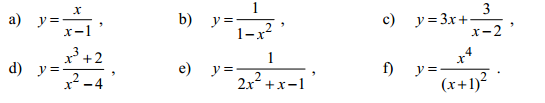 a) y = x/(x−1) , b) y = 1/(1−x²) , c) y = 3x + 3/(x−2) ,
d) y = (x³+2)/(x²−4) , e) y = 1/(2x²+x−1) , f) y = x⁴/(x+1)² .